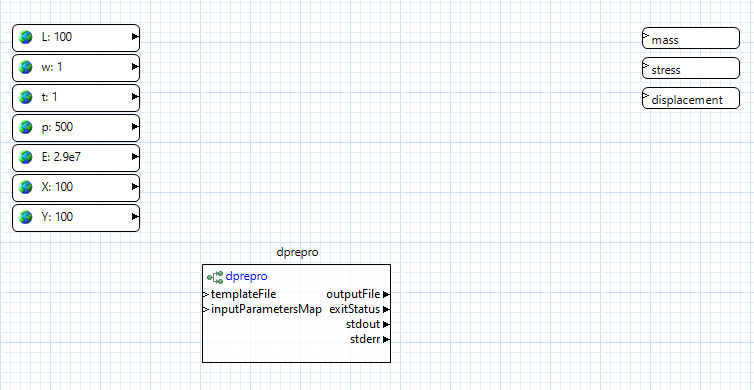 L: 100
w: 1
t: 1
p: 500
E: 2.9e7
X: 100
Y: 100
mass
stress
displacement
dprepro
dprepro
templateFile outputFile
inputParametersMap exitStatus
stdout
stderr